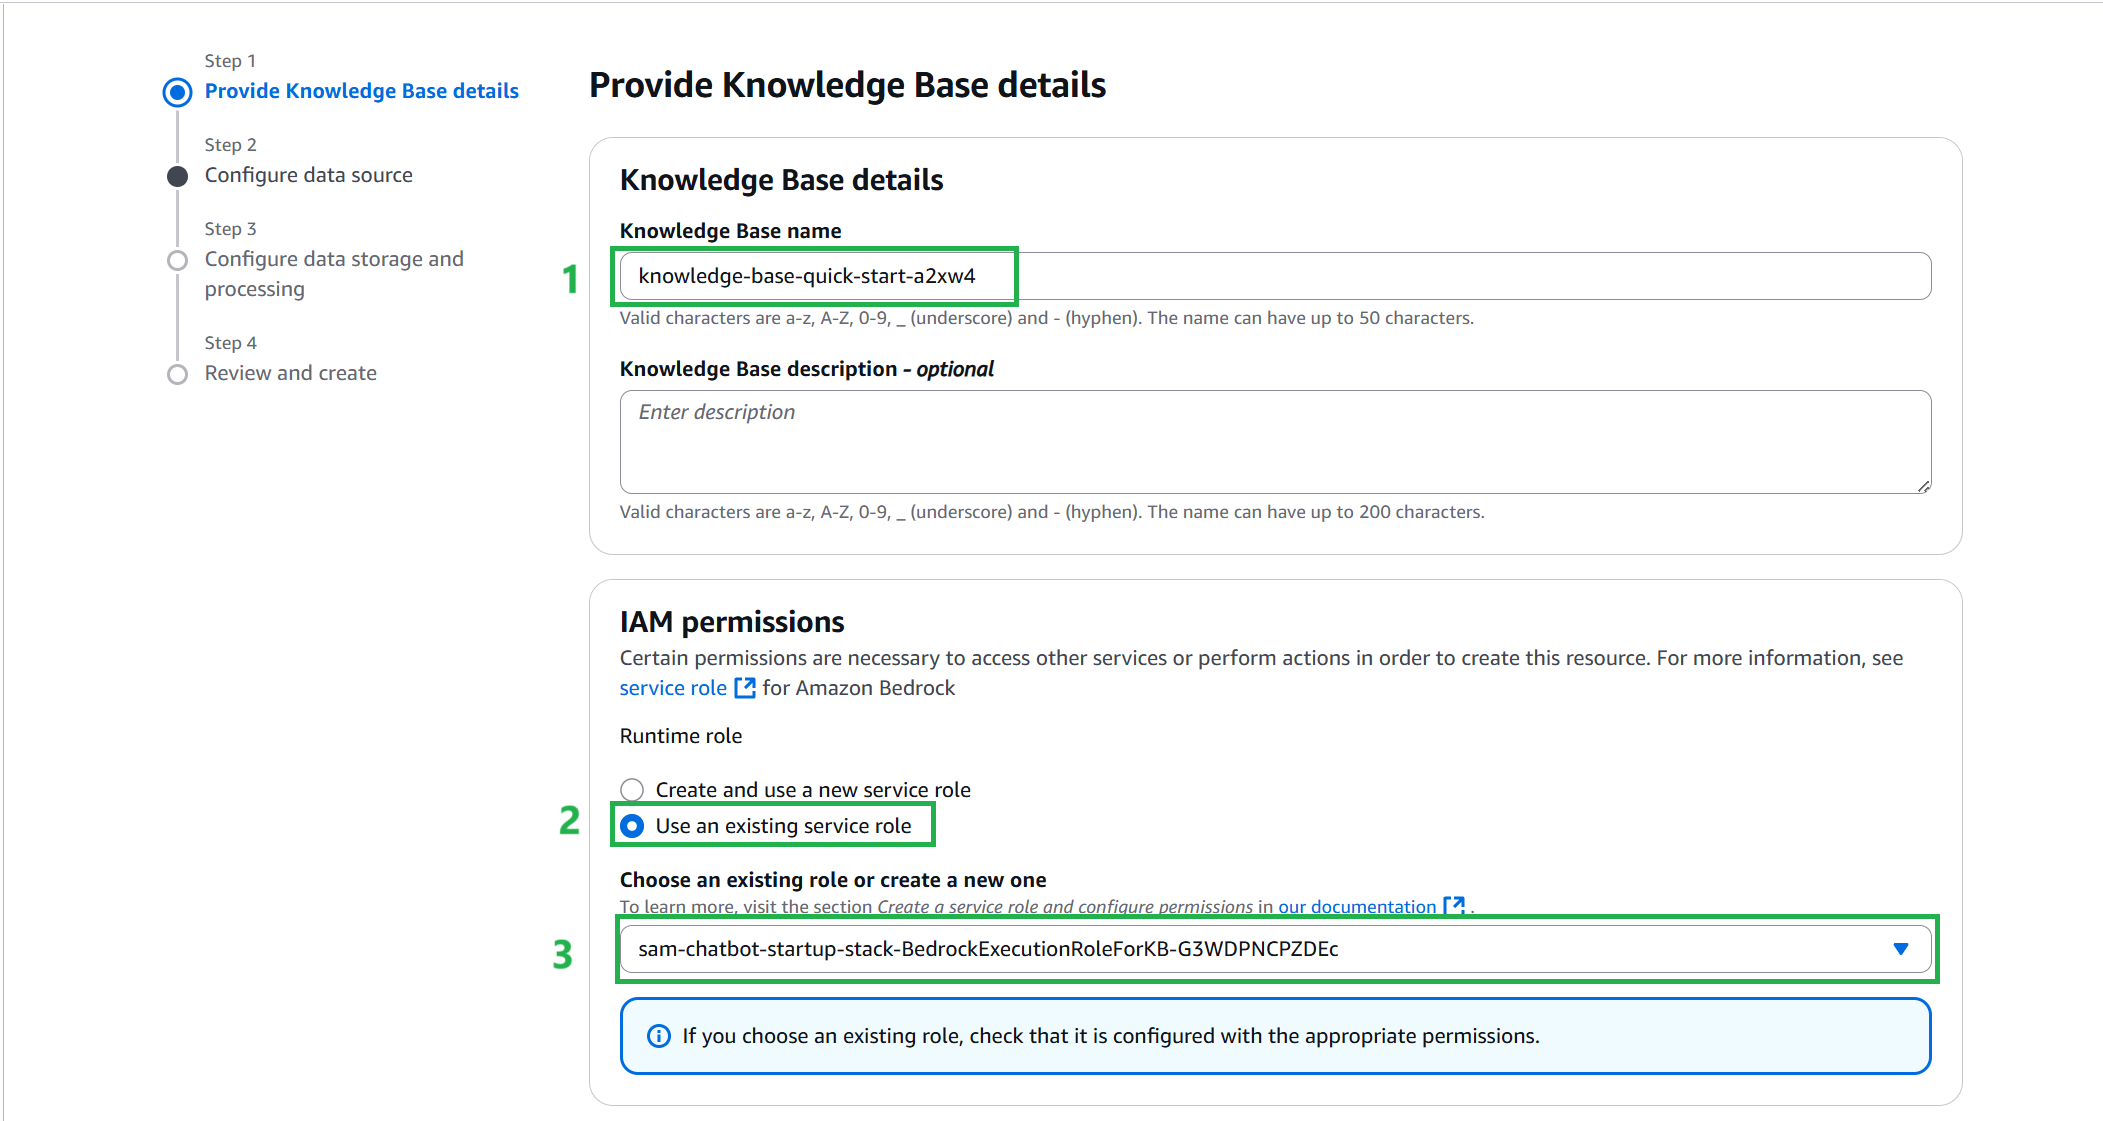 Step 1
Provide Knowledge Base details
Step 2
Configure data source
Step 3
Configure data storage and
processing
Step 4
Review and create
Provide Knowledge Base details
Knowledge Base details
Knowledge Base name
1
knowledge-base-quick-start-a2xw4
Valid characters are a-z, A-Z, 0-9, _ (underscore) and - (hyphen). The name can have up to 50 characters.
Knowledge Base description - optional
Enter description
Valid characters are a-z, A-Z, 0-9, _ (underscore) and - (hyphen). The name can have up to 200 characters.
IAM permissions
Certain permissions are necessary to access other services or perform actions in order to create this resource. For more information, see
service role for Amazon Bedrock
Runtime role
Create and use a new service role
2
Use an existing service role
Choose an existing role or create a new one
To learn more, visit the section Create a service role and configure permissions in our documentation .
3
sam-chatbot-startup-stack-BedrockExecutionRoleForKB-G3WDPNCPZDEc
If you choose an existing role, check that it is configured with the appropriate permissions.